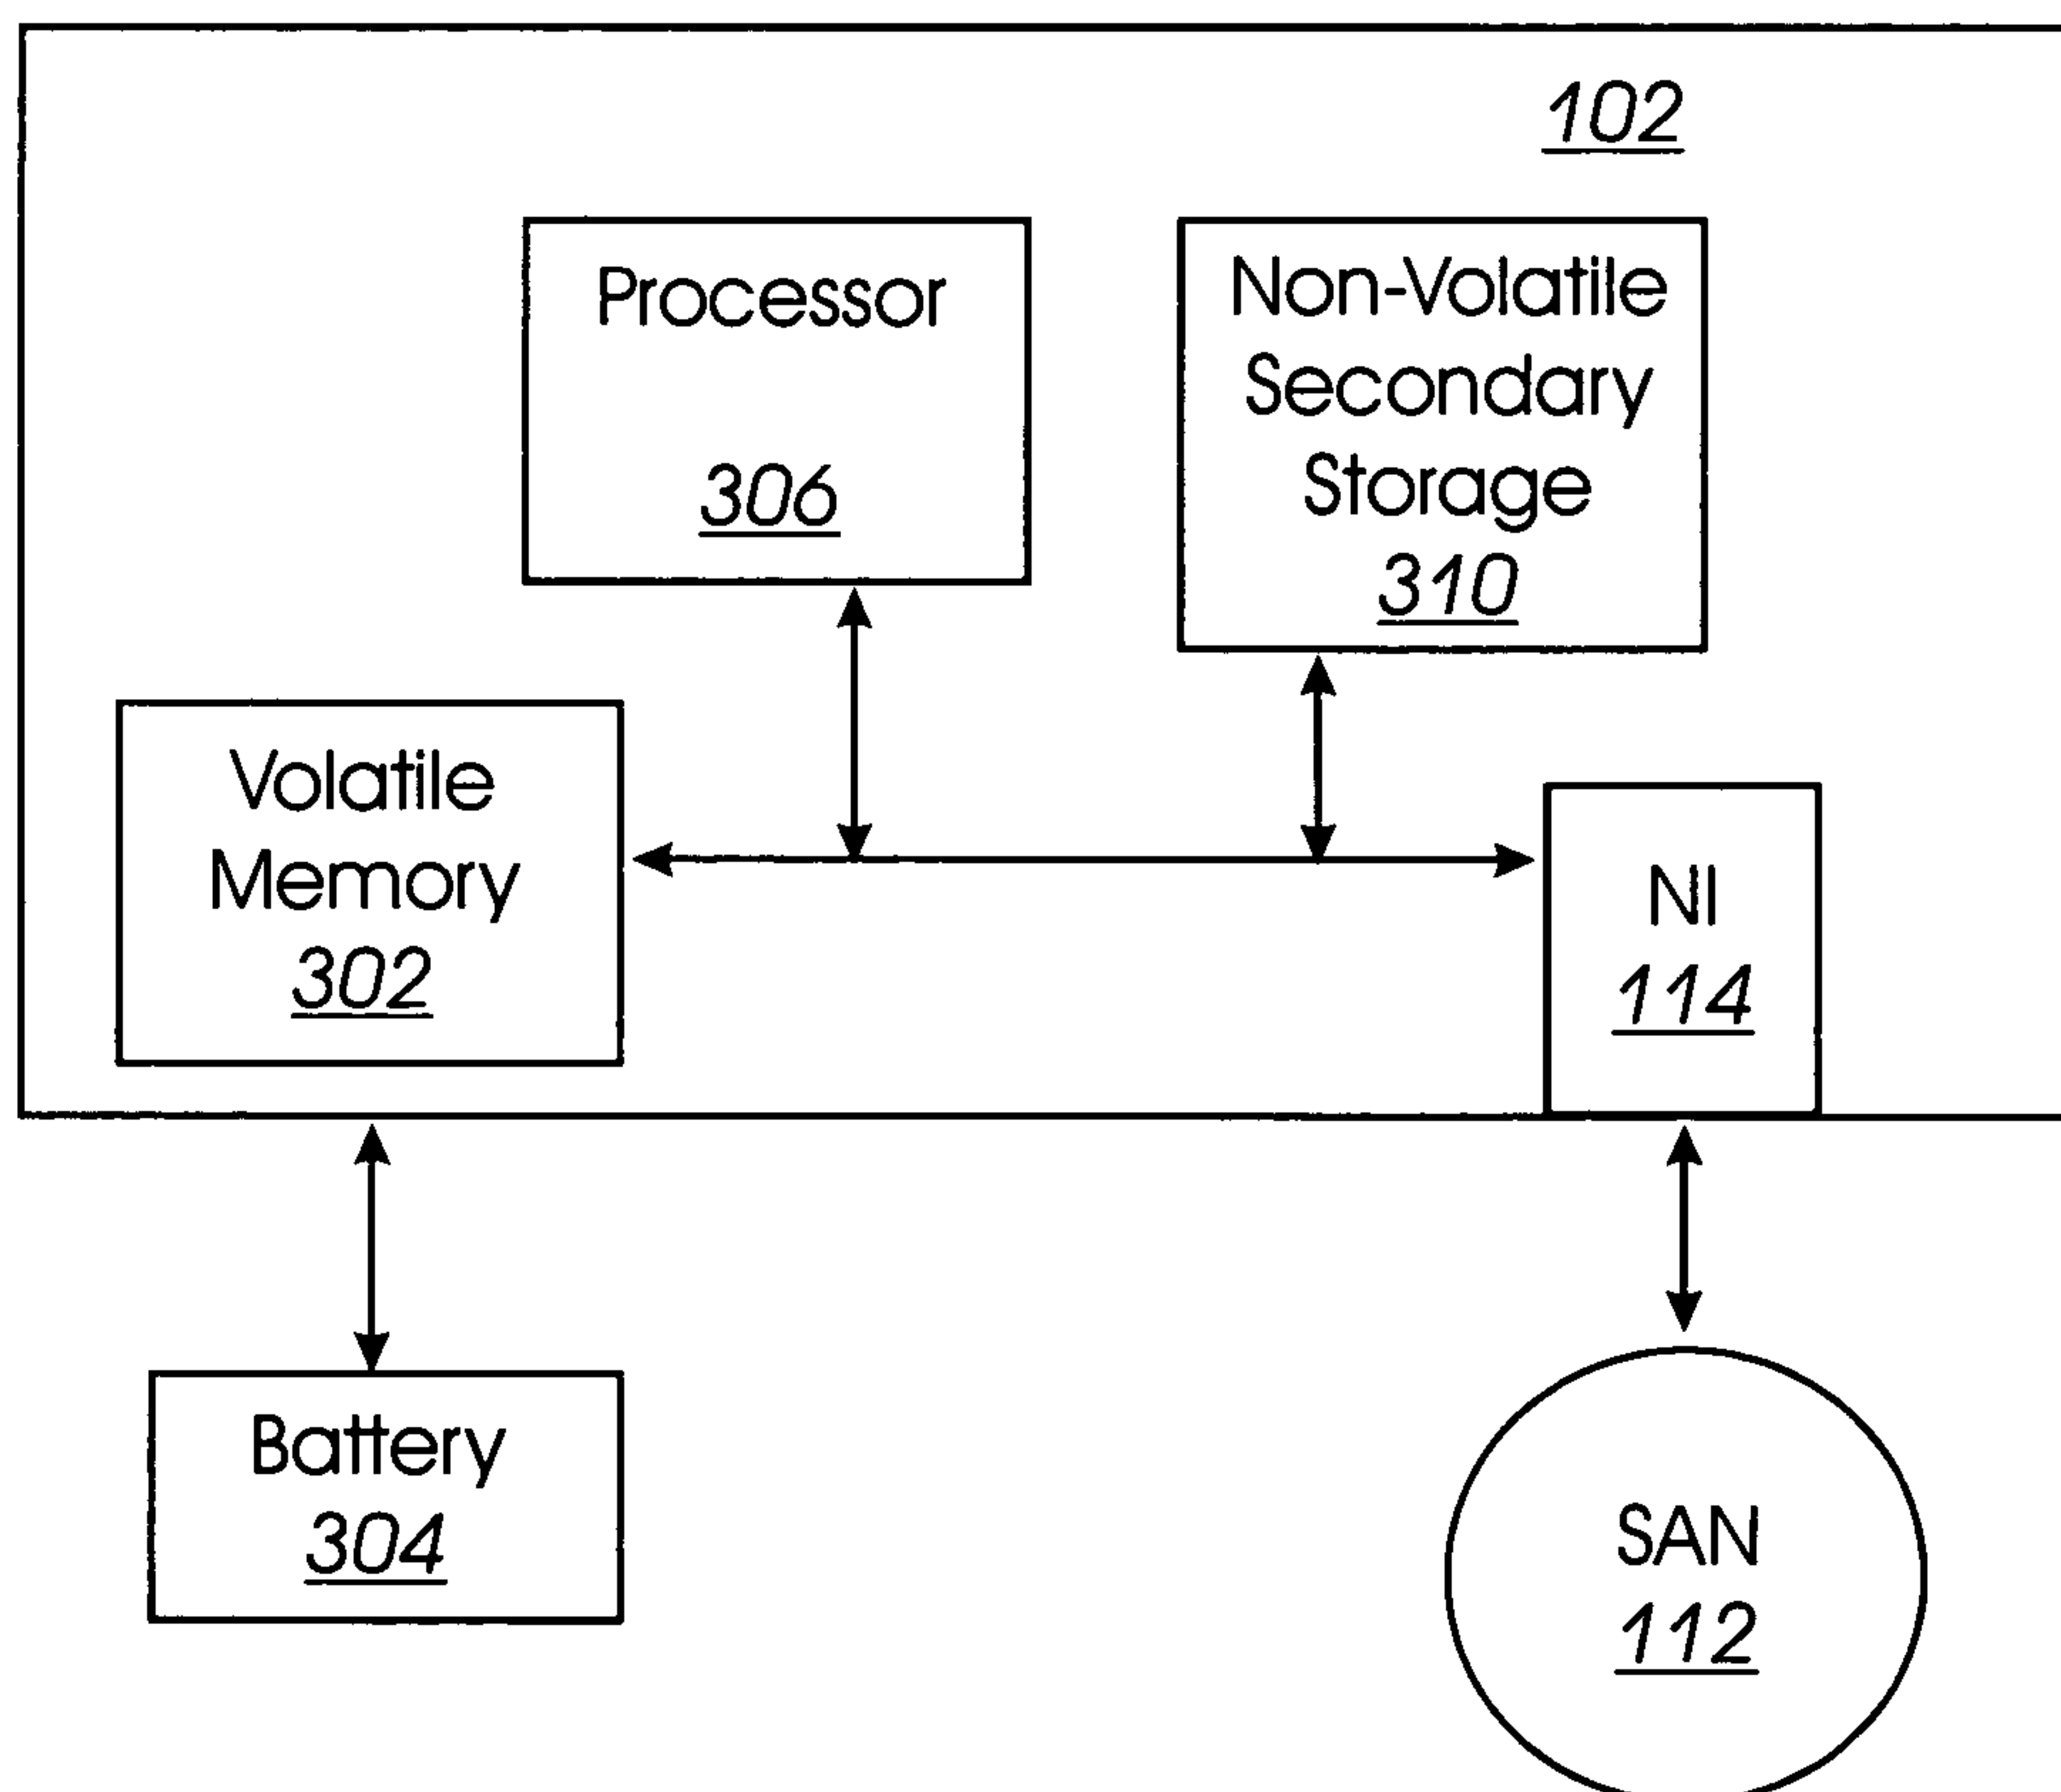 102
Processor
306
Non-Volatile
Secondary
Storage
310
Volatile
Memory
302
NI
114
Battery
304
SAN
112